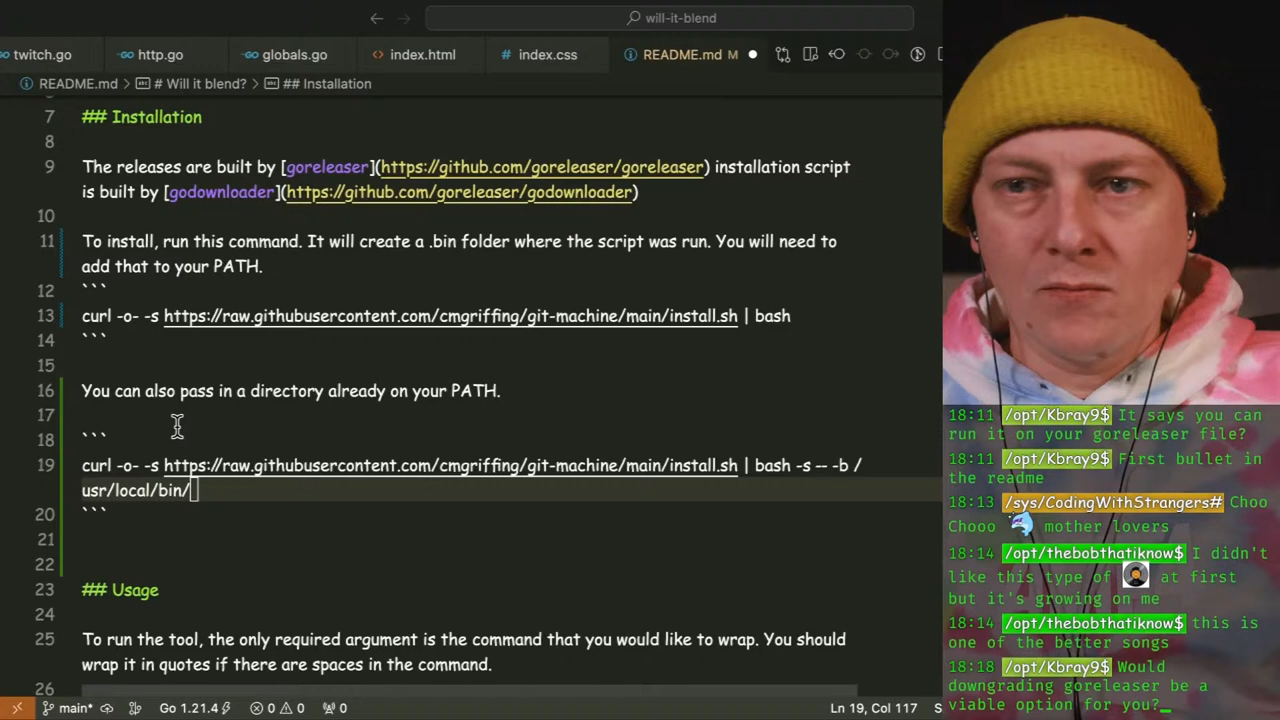 will-it-blend
twitch.go
http.go
globals.go
index.html
# index.css
README.md M
README.md > # Will it blend? > ## Installation
7 ## Installation
8
9 The releases are built by [goreleaser](https://github.com/goreleaser/goreleaser) installation script
is built by [godownloader](https://github.com/goreleaser/godownloader)
10
11 To install, run this command. It will create a .bin folder where the script was run. You will need to
add that to your PATH.
12 ```
13 curl -o- -s https://raw.githubusercontent.com/cmgriffing/git-machine/main/install.sh | bash
14 ```
15
16 You can also pass in a directory already on your PATH.
17
18 ```
19 curl -o- -s https://raw.githubusercontent.com/cmgriffing/git-machine/main/install.sh | bash -s -- -b /
usr/local/bin/
20 ```
21
22
23 ## Usage
24
25 To run the tool, the only required argument is the command that you would like to wrap. You should
wrap it in quotes if there are spaces in the command.
26
main*
Go 1.21.4
0
0
0
Ln 19, Col 117
S
18:11 /opt/Kbray9$ It says you can
run it on your goreleaser file?
18:11 /opt/Kbray9$ First bullet in
the readme
18:13 /sys/CodingWithStrangers# Choo
Chooo mother lovers
18:14 /opt/thebobthatiknow$ I didn't
like this type of at first
but it's growing on me
18:14 /opt/thebobthatiknow$ this is
one of the better songs
18:18 /opt/Kbray9$ Would
downgrading goreleaser be a
viable option for you?_